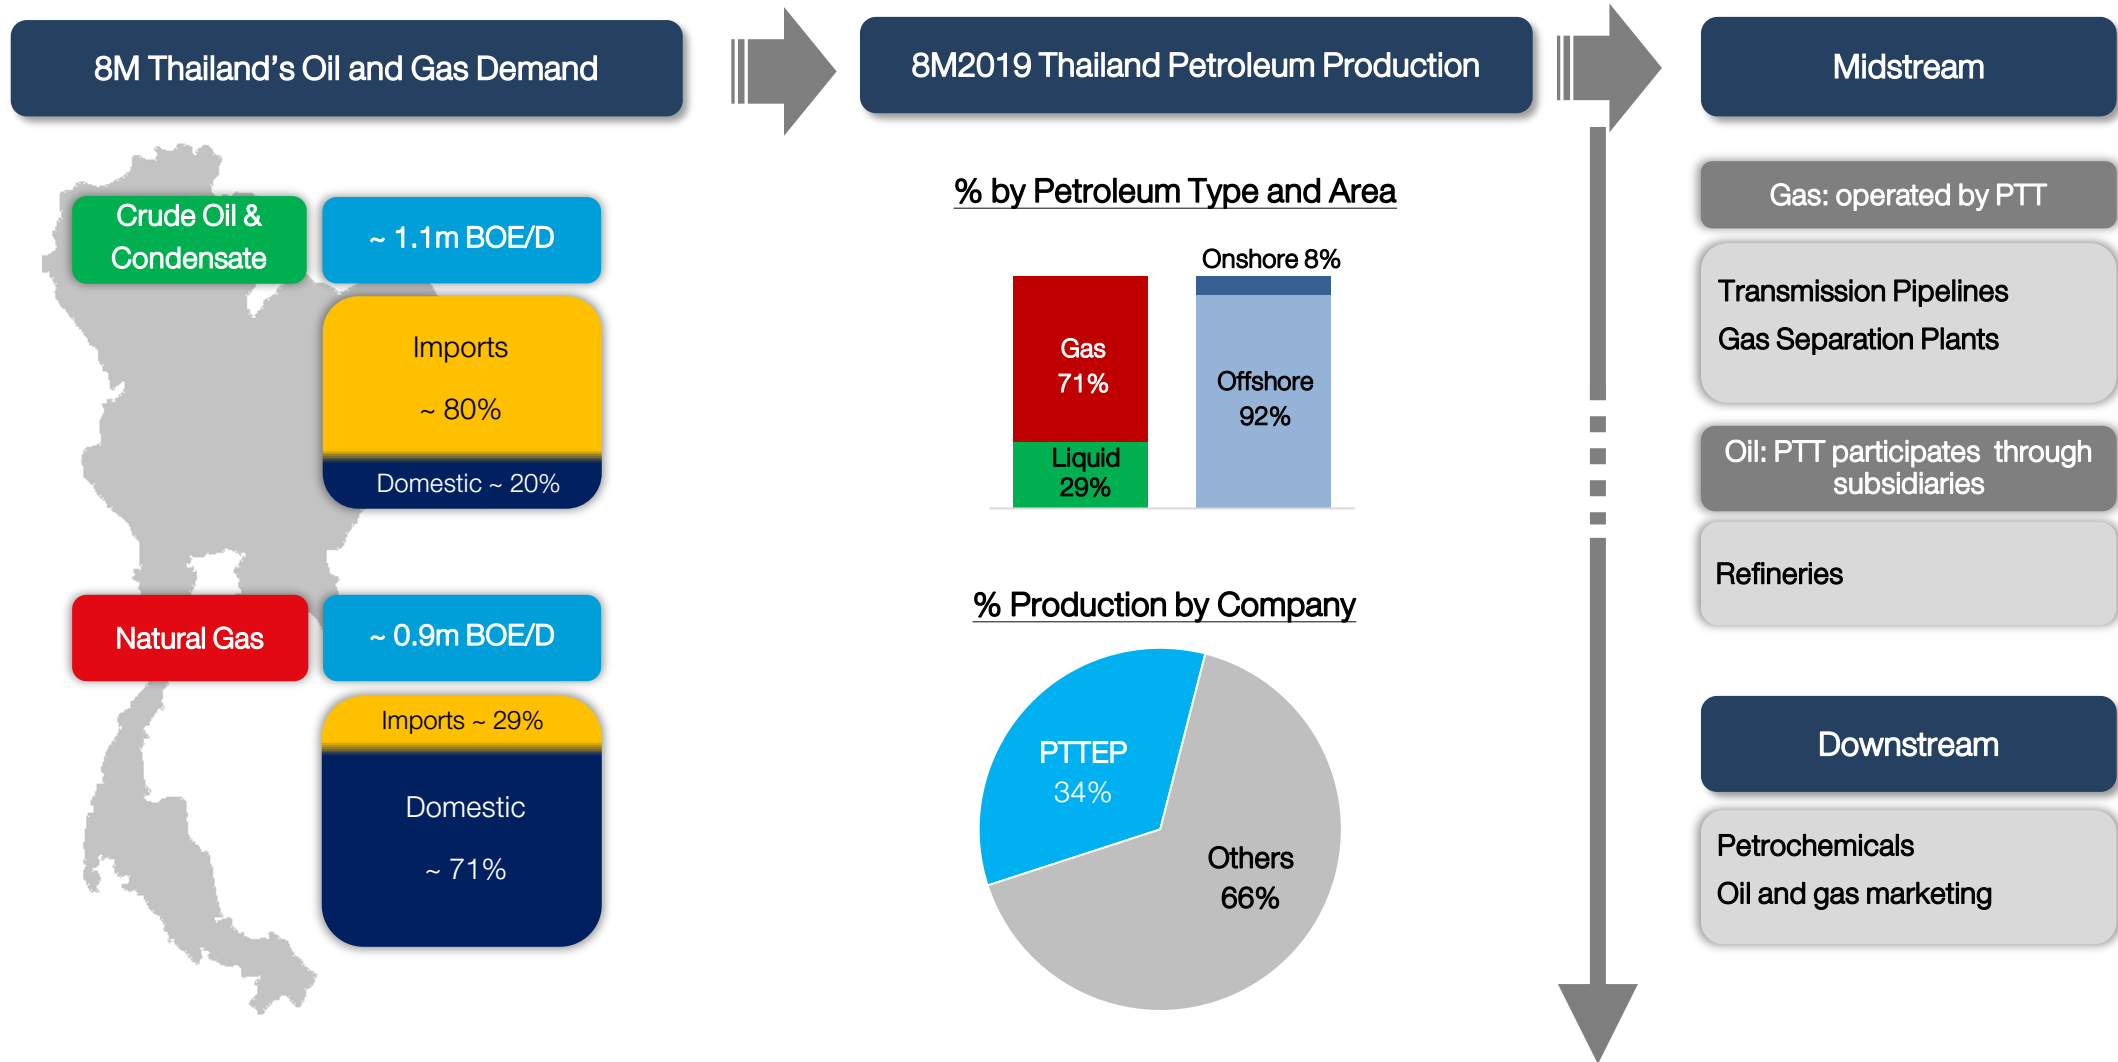 8M Thailand's Oil and Gas Demand
Crude Oil &
Condensate
~ 1.1m BOE/D
Imports
~ 80%
Domestic ~ 20%
Natural Gas
~ 0.9m BOE/D
Imports ~ 29%
Domestic
~ 71%
8M2019 Thailand Petroleum Production
% by Petroleum Type and Area
Gas
71%
Liquid
29%
Onshore 8%
Offshore
92%
% Production by Company
PTTEP
34%
Others
66%
Midstream
Gas: operated by PTT
Transmission Pipelines
Gas Separation Plants
Oil: PTT participates through
subsidiaries
Refineries
Downstream
Petrochemicals
Oil and gas marketing